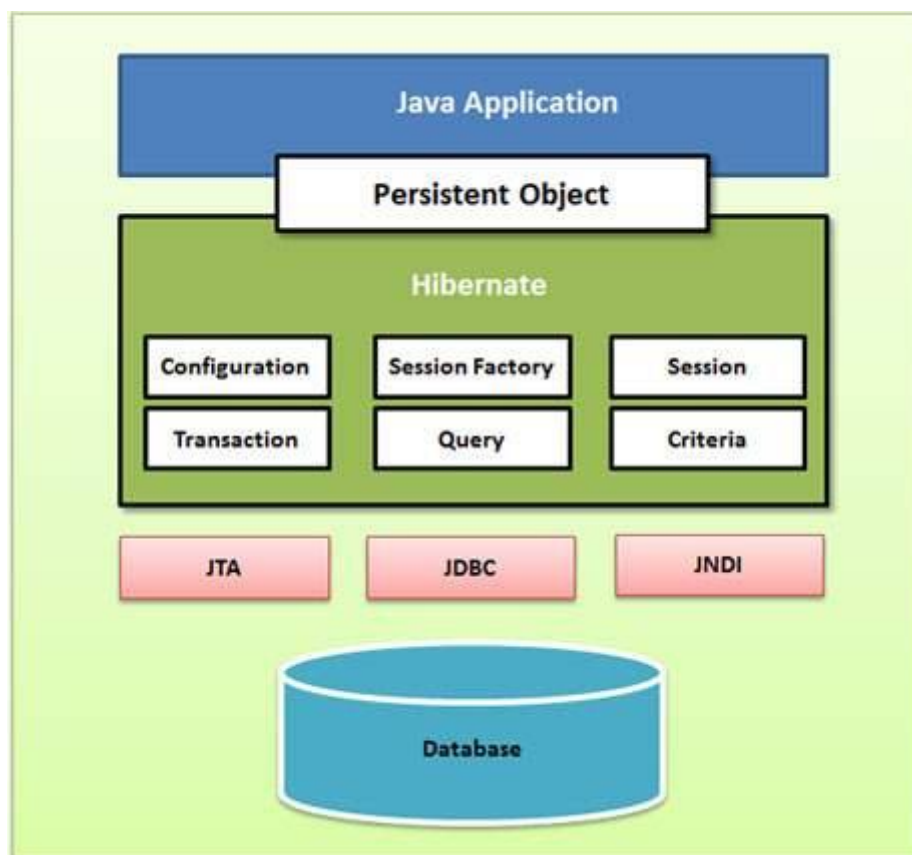 Java Application
Persistent Object
Hibernate
Configuration
Session Factory
Session
Transaction
Query
Criteria
JTA
JDBC
JNDI
Database